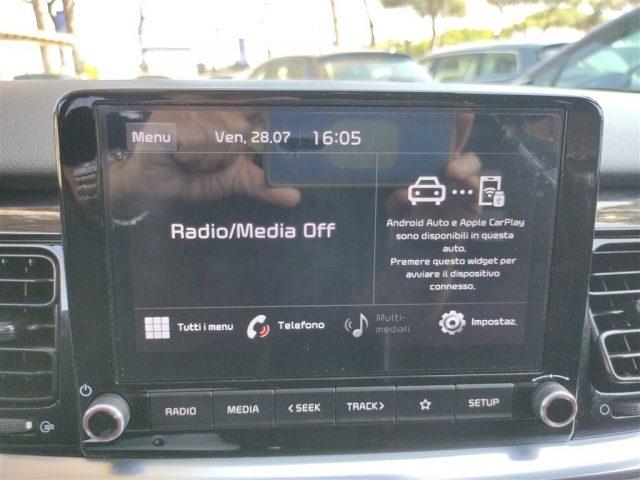 Menu Ven, 28.07 16:05
Radio/Media Off
Android Auto e Apple CarPlay
sono disponibili in questa
auto.
Premere questo widget per
avviare il dispositivo
connesso.
Tutti i menu Telefono Multi-
mediali Impostaz.
RADIO MEDIA <SEEK TRACK> SETUP